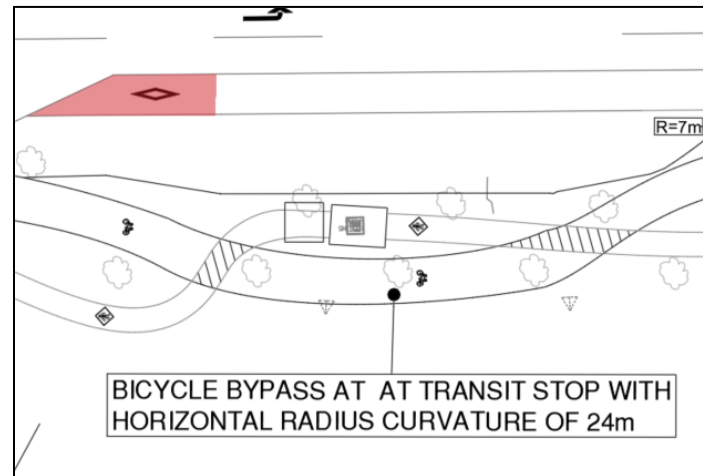 R=7m
BICYCLE BYPASS AT AT TRANSIT STOP WITH
HORIZONTAL RADIUS CURVATURE OF 24m